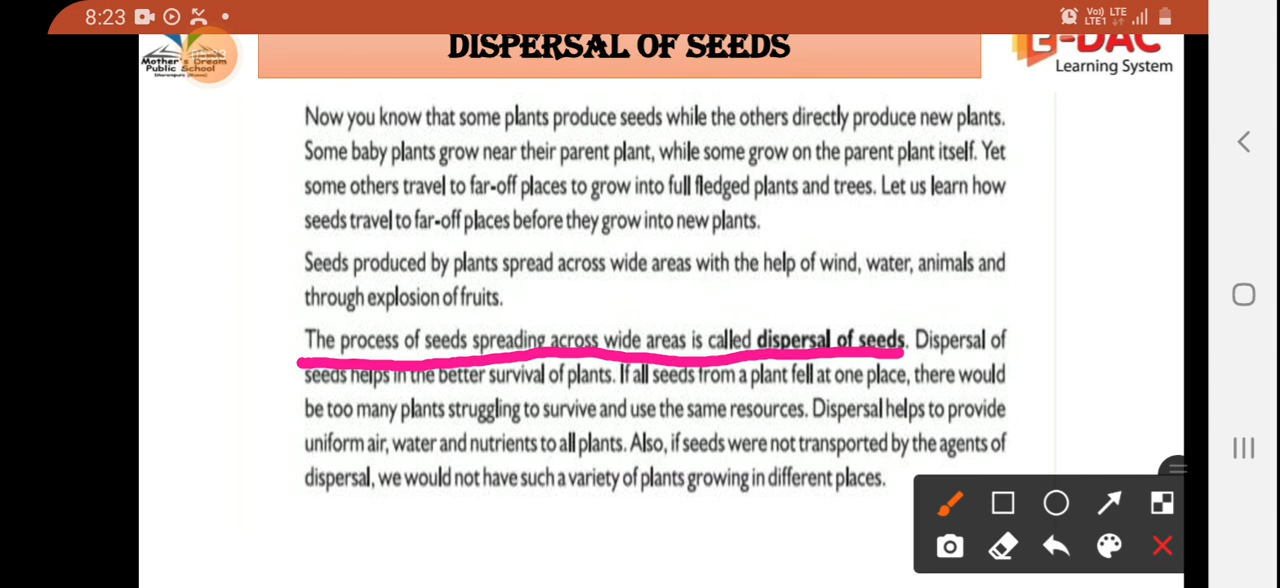 8:23
Vo)) LTE
LTE1
DISPERSAL OF SEEDS
Mother's Dream
Public School
E-DAC
Learning System
Now you know that some plants produce seeds while the others directly produce new plants.
Some baby plants grow near their parent plant, while some grow on the parent plant itself. Yet
some others travel to far-off places to grow into full fledged plants and trees. Let us learn how
seeds travel to far-off places before they grow into new plants.
Seeds produced by plants spread across wide areas with the help of wind, water, animals and
through explosion of fruits.
The process of seeds spreading across wide areas is called dispersal of seeds. Dispersal of
seeds helps in the better survival of plants. If all seeds from a plant fell at one place, there would
be too many plants struggling to survive and use the same resources. Dispersal helps to provide
uniform air, water and nutrients to all plants. Also, if seeds were not transported by the agents of
dispersal, we would not have such a variety of plants growing in different places.